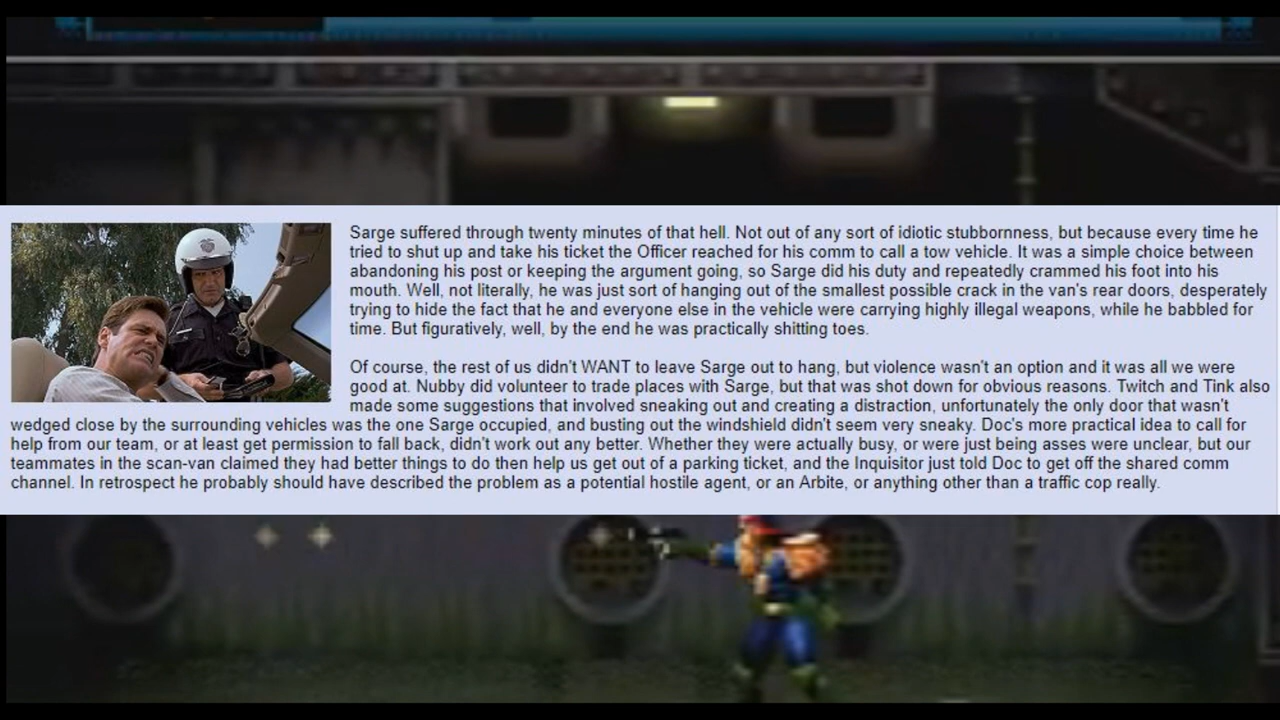 Sarge suffered through twenty minutes of that hell. Not out of any sort of idiotic stubbornness, but because every time he
tried to shut up and take his ticket the Officer reached for his comm to call a tow vehicle. It was a simple choice between
abandoning his post or keeping the argument going, so Sarge did his duty and repeatedly crammed his foot into his
mouth. Well, not literally, he was just sort of hanging out of the smallest possible crack in the van's rear doors, desperately
trying to hide the fact that he and everyone else in the vehicle were carrying highly illegal weapons, while he babbled for
time. But figuratively, well, by the end he was practically shitting toes.
Of course, the rest of us didn't WANT to leave Sarge out to hang, but violence wasn't an option and it was all we were
good at. Nubby did volunteer to trade places with Sarge, but that was shot down for obvious reasons. Twitch and Tink also
made some suggestions that involved sneaking out and creating a distraction, unfortunately the only door that wasn't
wedged close by the surrounding vehicles was the one Sarge occupied, and busting out the windshield didn't seem very sneaky. Doc's more practical idea to call for
help from our team, or at least get permission to fall back, didn't work out any better. Whether they were actually busy, or were just being asses were unclear, but our
teammates in the scan-van claimed they had better things to do then help us get out of a parking ticket, and the Inquisitor just told Doc to get off the shared comm
channel. In retrospect he probably should have described the problem as a potential hostile agent, or an Arbite, or anything other than a traffic cop really.